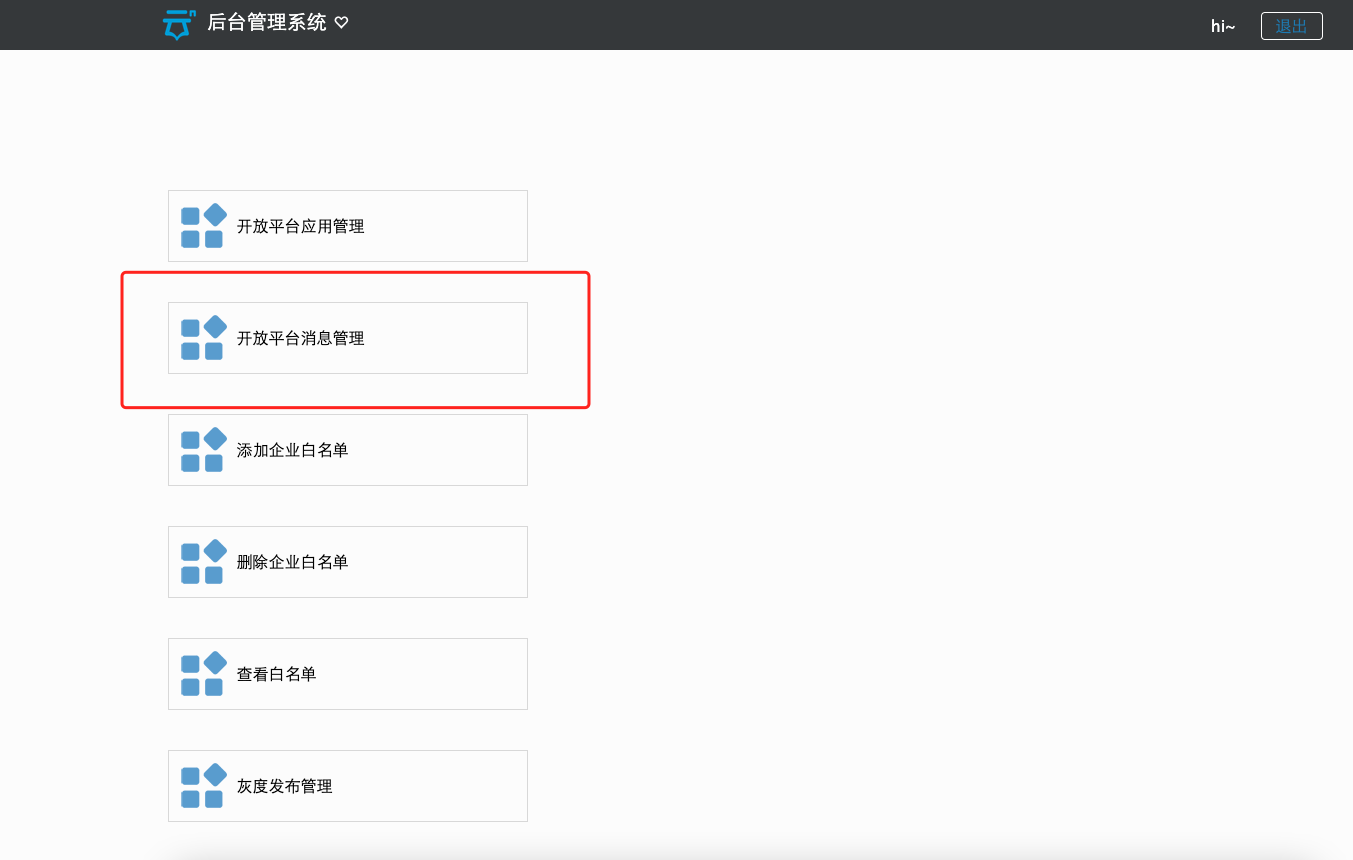 后台管理系统 ♡
hi~
退出
开放平台应用管理
开放平台消息管理
添加企业白名单
删除企业白名单
查看白名单
灰度发布管理